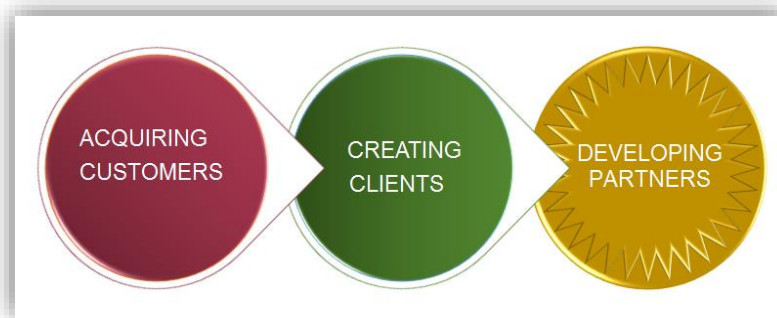 ACQUIRING
CUSTOMERS
CREATING
CLIENTS
DEVELOPING
PARTNERS